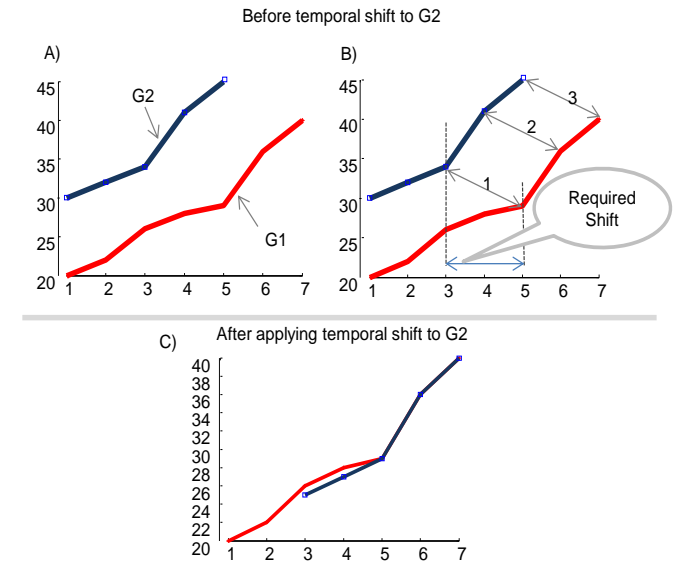 Before temporal shift to G2
A)
B)
45
40
35
30
25
20
G2
G1
1 2 3 4 5 6 7
45
40
35
30
25
20
3
2
1
Required
Shift
1 2 3 4 5 6 7
After applying temporal shift to G2
C)
40
38
36
34
32
30
28
26
24
22
20
1 2 3 4 5 6 7